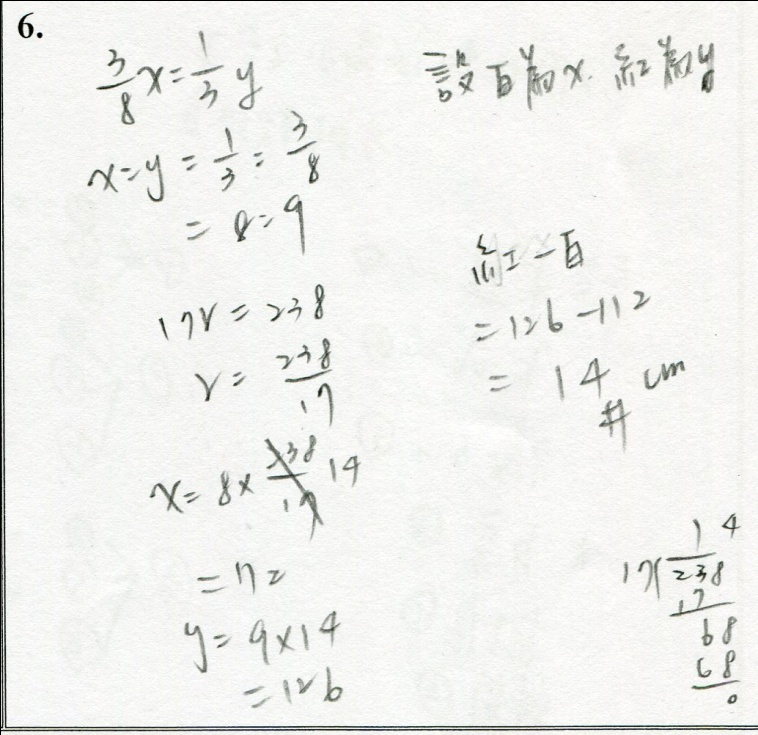 6.
3/8 x = 1/3 y
x : y = 1/3 : 3/8
= 8 : 9
17r = 238
r = 238/17
x = 8 × 238/17 14
= 112
y = 9 × 14
= 126
設白為x. 紅為y
紅 - 白
= 126 - 112
= 14 cm
#
14
17 238
17
68
68
0